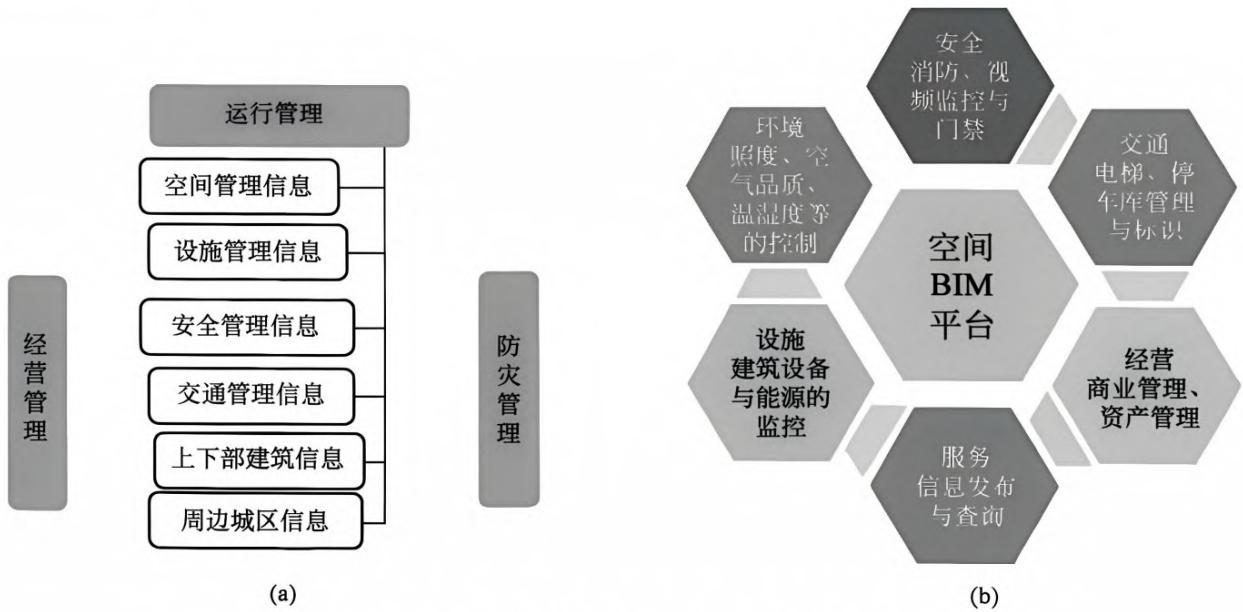 运行管理
空间管理信息
设施管理信息
安全管理信息
交通管理信息
上下部建筑信息
周边城区信息
经营管理
防灾管理
(a)
安全
消防、视
频监控与
门禁
交通
电梯、停
车库管理
与标识
经营
商业管理、
资产管理
服务
信息发布
与查询
设施
建筑设备
与能源的
监控
环境
照度、空
气品质、
温湿度等
的控制
空间
BIM
平台
(b)